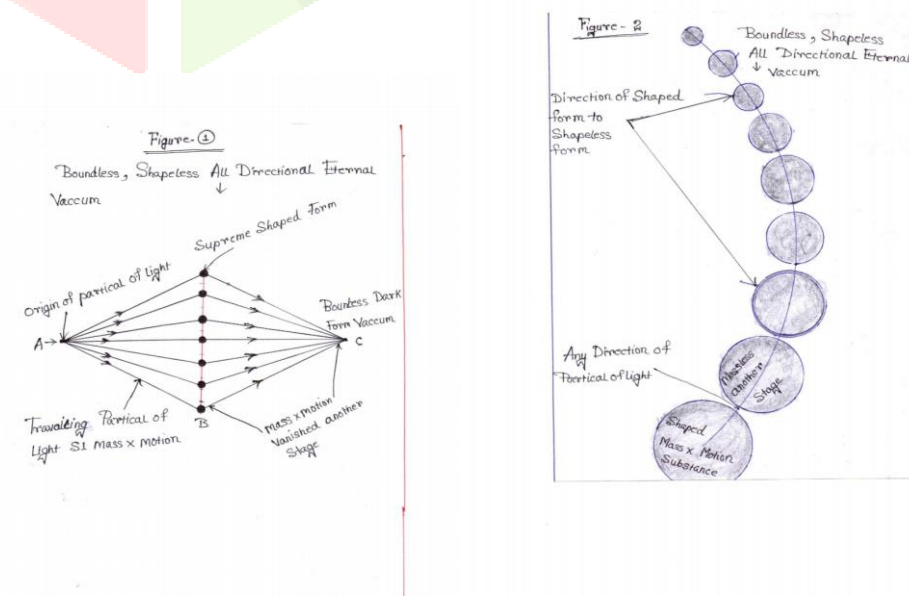 Figure-①
Boundless, Shapeless All Directional Eternal
Vaccum
Supreme Shaped Form
Origin of partical of light
Bountess Dark
Form Vaccum
A
C
B
Travailing Partical of
Light S1 Mass x motion
Mass x motion
Vanished another
Stage
Figure - 2
Boundless, Shapeless
All Directional Eternal
Vaccum
Direction of Shaped
form to
Shapeless
form
Any Direction of
Partical of light
Massless
another
Stage
Shaped
Mass x Motion
Substance